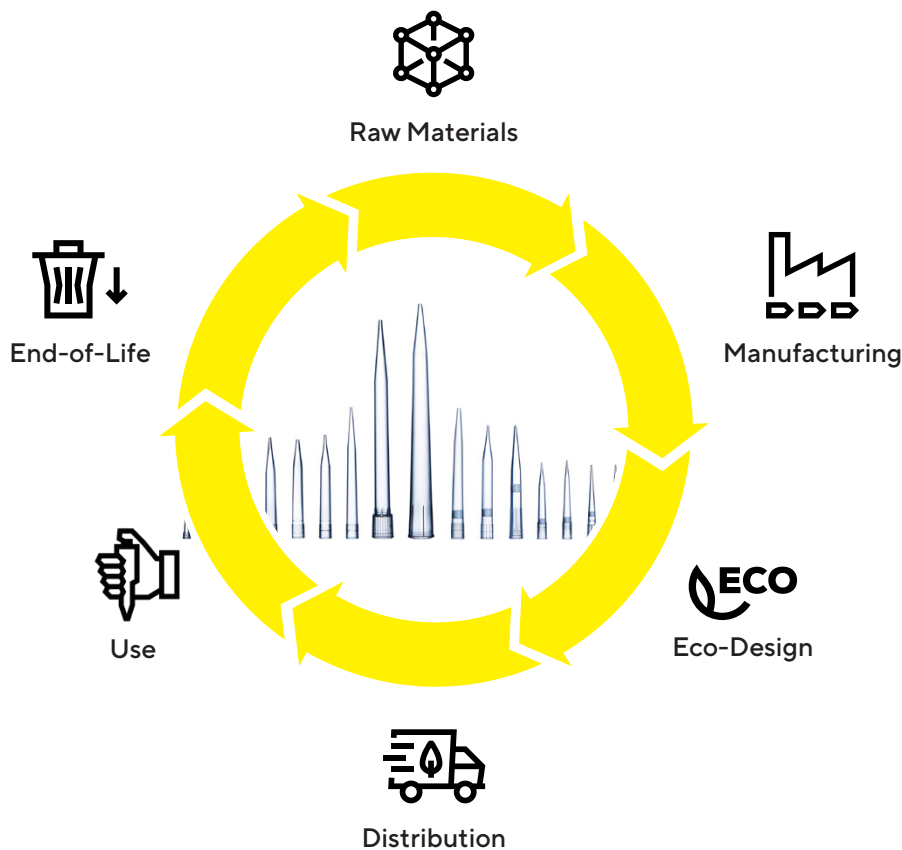 Raw Materials
Manufacturing
ECO
Eco-Design
Distribution
Use
End-of-Life